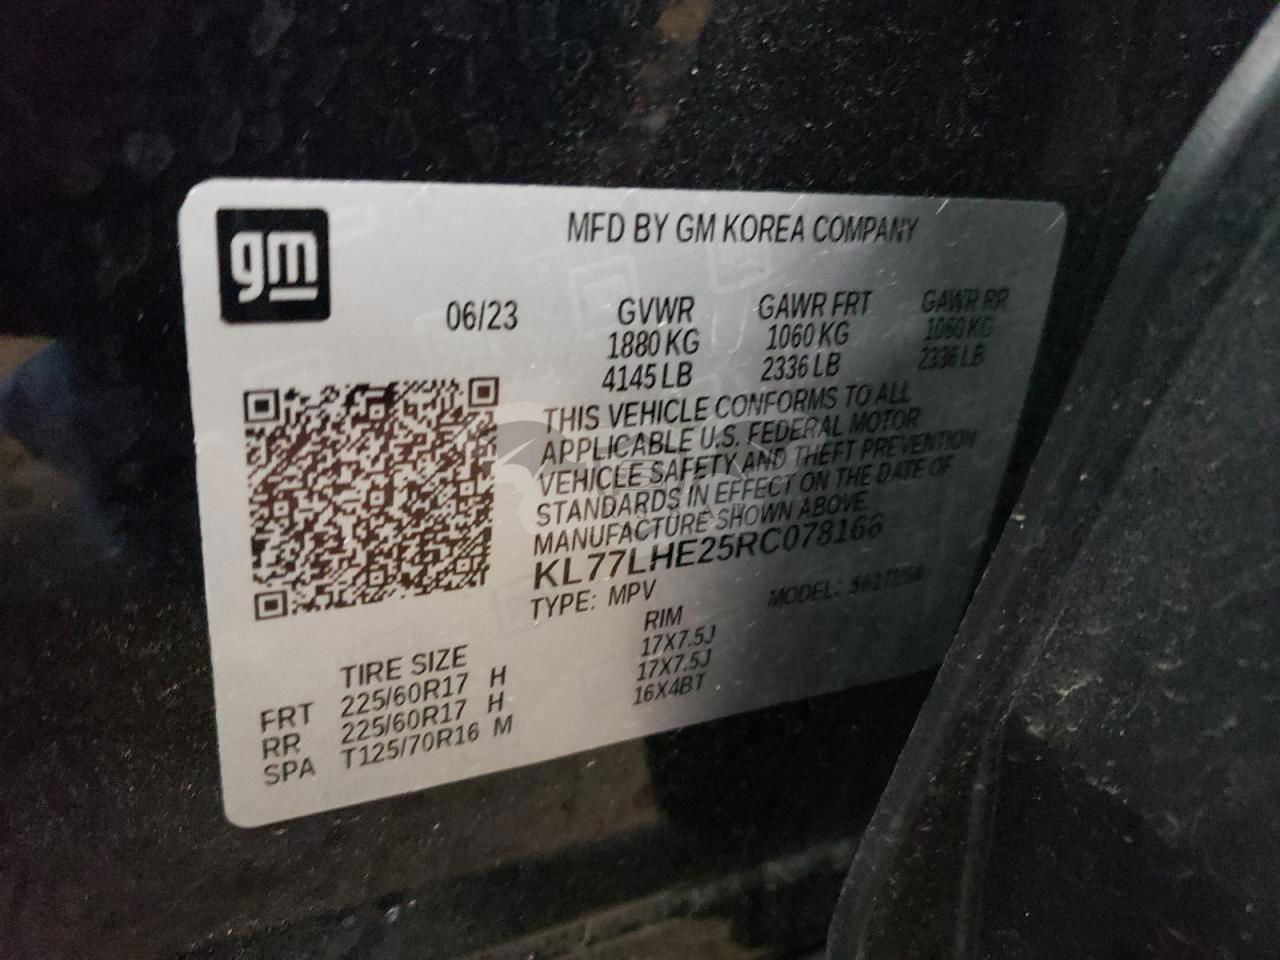 gm
MFD BY GM KOREA COMPANY
06/23 GVWR GAWR FRT GAWR RR
1880 KG 1060 KG 1060 KG
4145 LB 2336 LB 2336 LB
THIS VEHICLE CONFORMS TO ALL
APPLICABLE U.S. FEDERAL MOTOR
VEHICLE SAFETY AND THEFT PREVENTION
STANDARDS IN EFFECT ON THE DATE OF
MANUFACTURE SHOWN ABOVE
KL77LHE25RC078166
TYPE: MPV MODEL:
TIRE SIZE RIM
FRT 225/60R17 H 17X7.5J
RR 225/60R17 H 17X7.5J
SPA T125/70R16 M 16X4BT